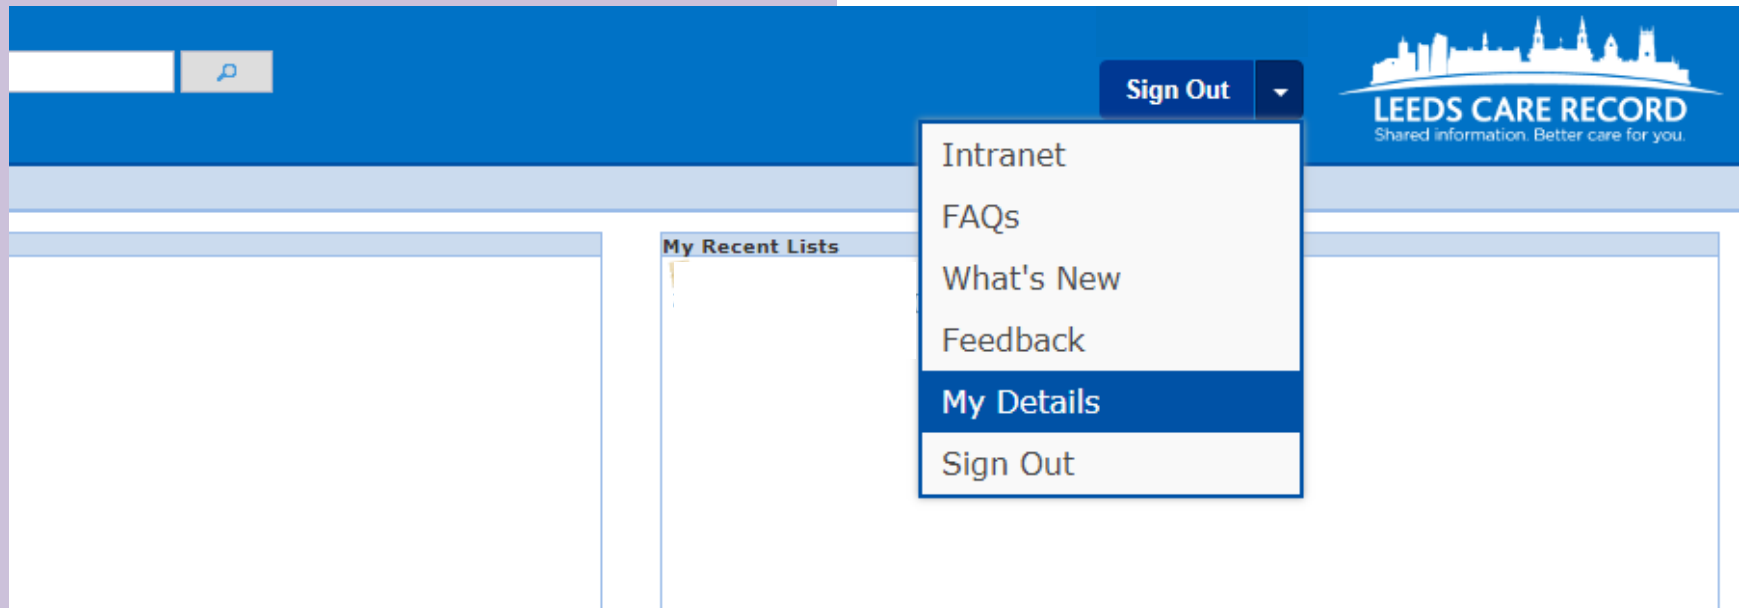 Sign Out
LEEDS CARE RECORD
Shared information. Better care for you.
Intranet
FAQs
What's New
Feedback
My Details
Sign Out
My Recent Lists